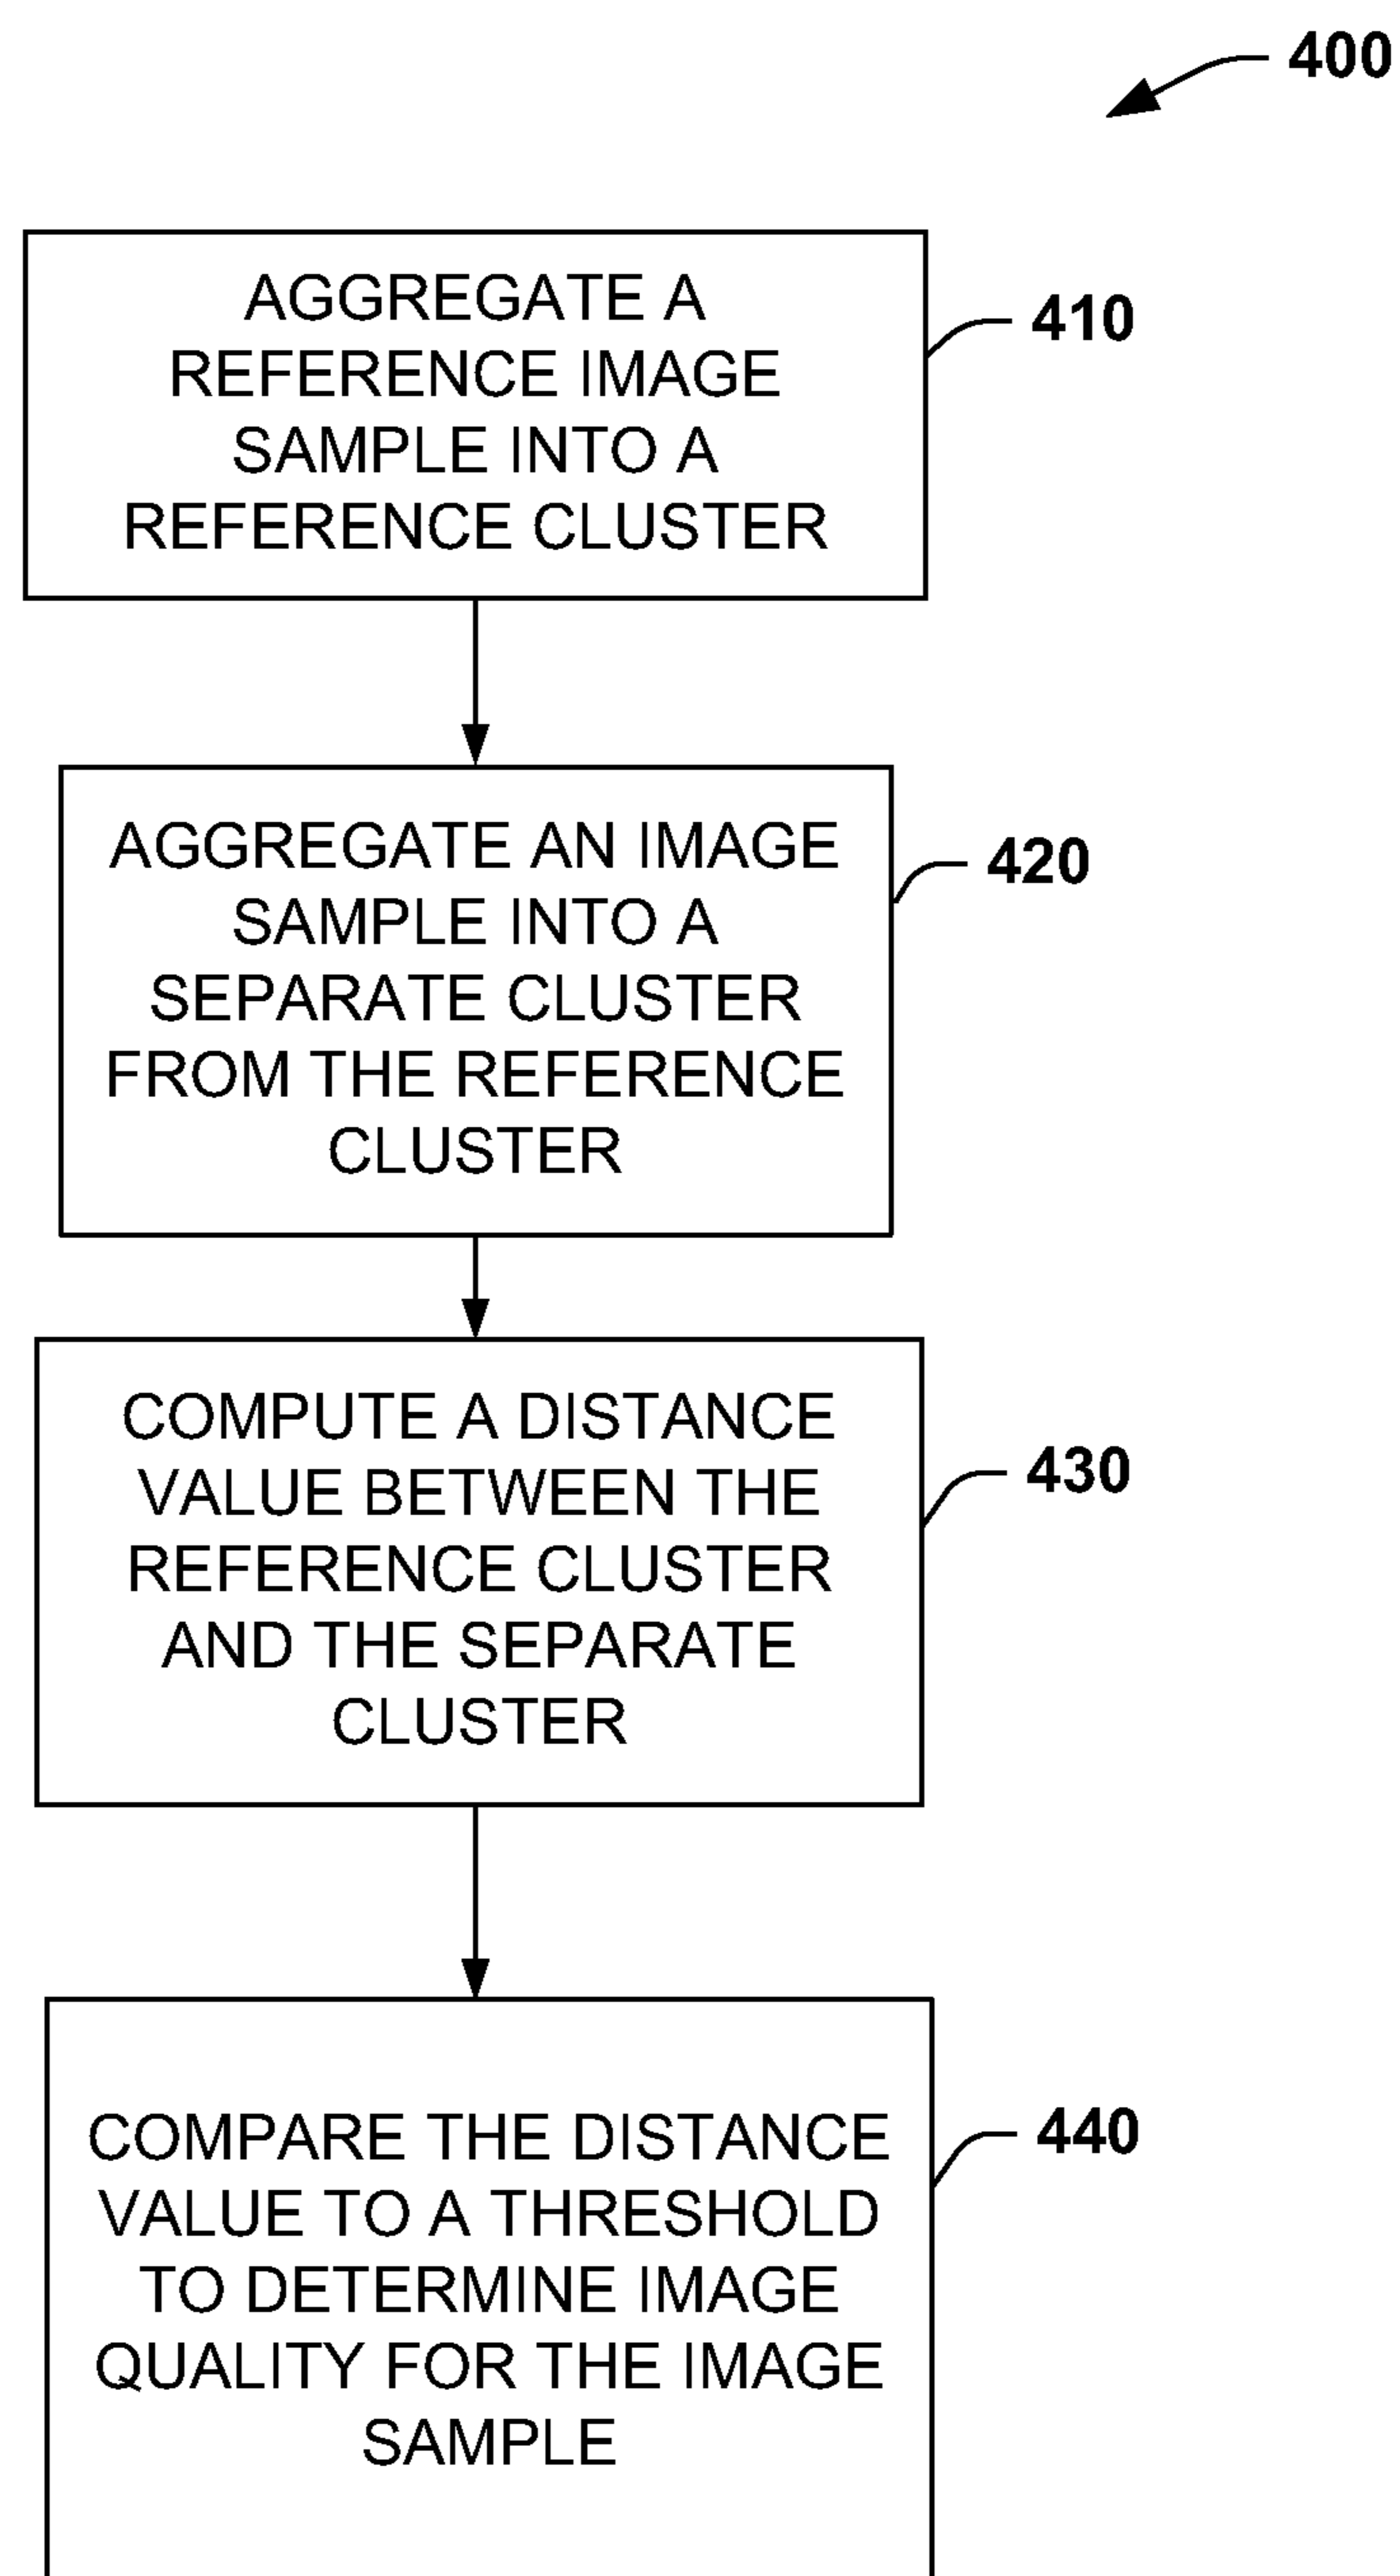 400
AGGREGATE A
REFERENCE IMAGE
SAMPLE INTO A
REFERENCE CLUSTER
410
AGGREGATE AN IMAGE
SAMPLE INTO A
SEPARATE CLUSTER
FROM THE REFERENCE
CLUSTER
420
COMPUTE A DISTANCE
VALUE BETWEEN THE
REFERENCE CLUSTER
AND THE SEPARATE
CLUSTER
430
COMPARE THE DISTANCE
VALUE TO A THRESHOLD
TO DETERMINE IMAGE
QUALITY FOR THE IMAGE
SAMPLE
440